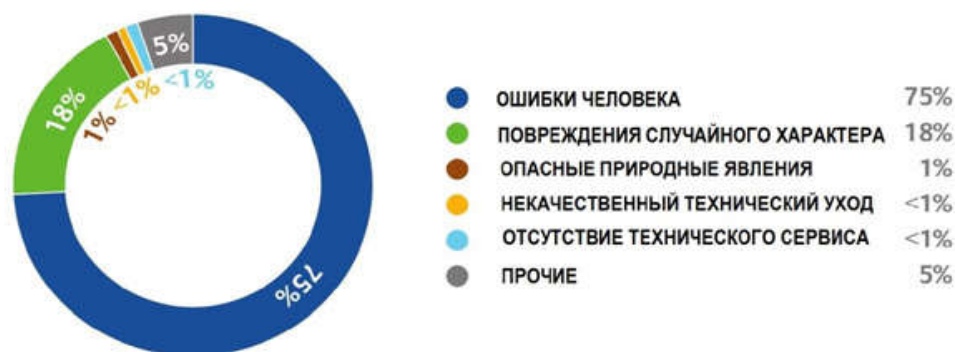 5%
18%
1%
<1%
<1%
75%
ОШИБКИ ЧЕЛОВЕКА 75%
ПОВРЕЖДЕНИЯ СЛУЧАЙНОГО ХАРАКТЕРА 18%
ОПАСНЫЕ ПРИРОДНЫЕ ЯВЛЕНИЯ 1%
НЕКАЧЕСТВЕННЫЙ ТЕХНИЧЕСКИЙ УХОД <1%
ОТСУТСТВИЕ ТЕХНИЧЕСКОГО СЕРВИСА <1%
ПРОЧИЕ 5%